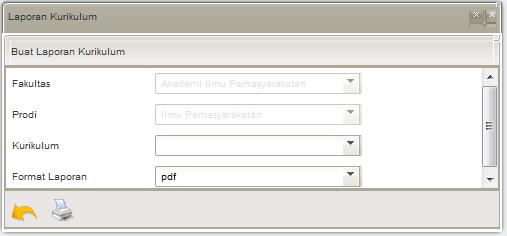 Laporan Kurikulum
Buat Laporan Kurikulum
Fakultas Akademi Ilmu Pemasyarakatan
Prodi Ilmu Pemasyarakatan
Kurikulum
Format Laporan pdf